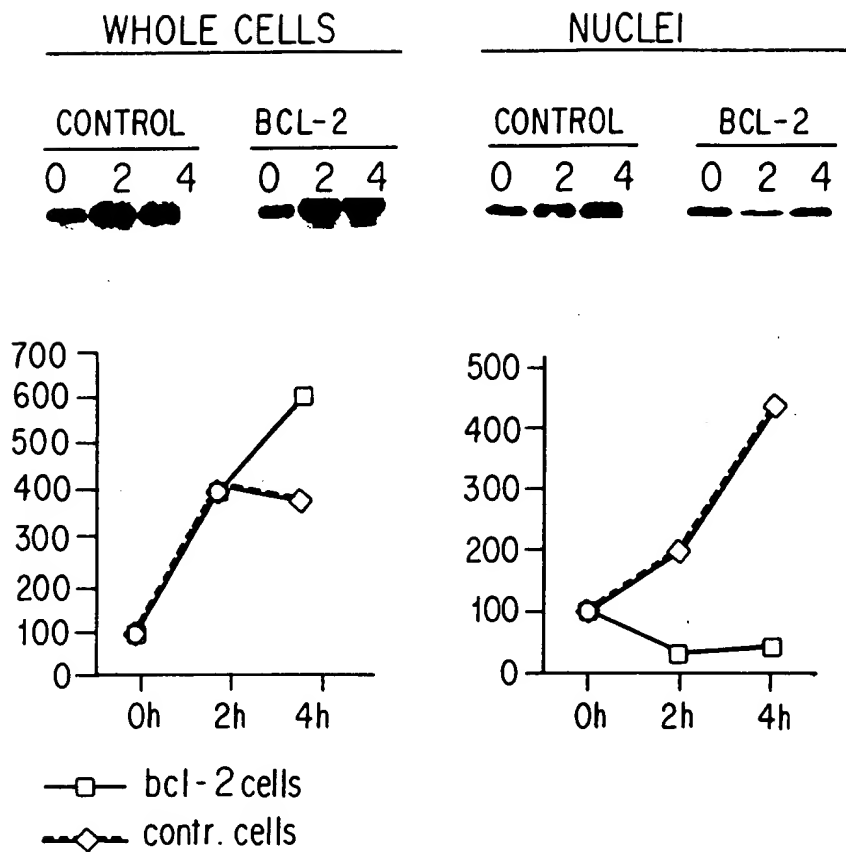 WHOLE CELLS
NUCLEI
CONTROL BCL-2
0 2 4 0 2 4
CONTROL BCL-2
0 2 4 0 2 4
700
600
500
400
300
200
100
0
0h 2h 4h
500
400
300
200
100
0
0h 2h 4h
bcl-2 cells
contr. cells